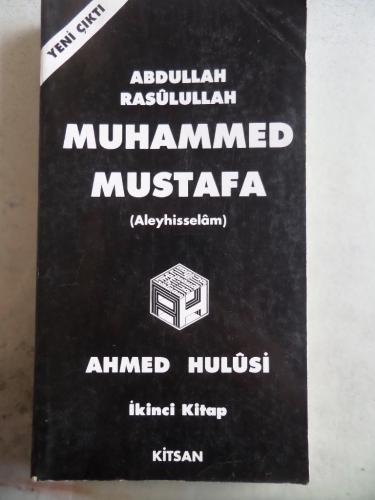 YENİ ÇIKTI
ABDULLAH
RASÛLULLAH
MUHAMMED
MUSTAFA
(Aleyhisselâm)
AHMED HULÛSİ
İkinci Kitap
KİTSAN